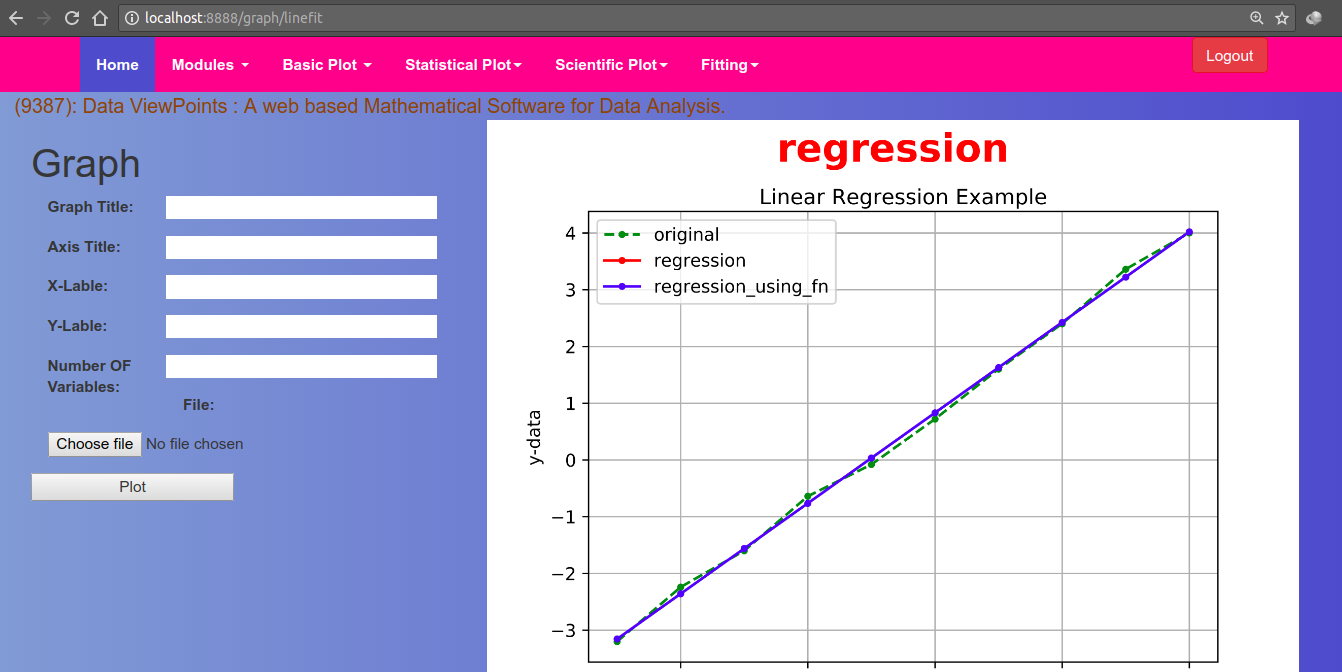 localhost:8888/graph/linefit
Home Modules Basic Plot Statistical Plot Scientific Plot Fitting Logout
(9387): Data ViewPoints : A web based Mathematical Software for Data Analysis.
Graph
Graph Title:
Axis Title:
X-Lable:
Y-Lable:
Number OF
Variables:
File:
Choose file No file chosen
Plot
regression
Linear Regression Example
original
regression
regression_using_fn
4
3
2
1
0
−1
−2
−3
y-data